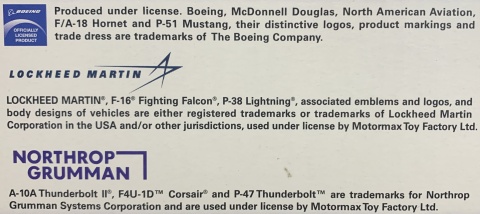 BOEING
OFFICIALLY
LICENSED
PRODUCT
Produced under license. Boeing, McDonnell Douglas, North American Aviation,
F/A-18 Hornet and P-51 Mustang, their distinctive logos, product markings and
trade dress are trademarks of The Boeing Company.
LOCKHEED MARTIN
LOCKHEED MARTIN®, F-16® Fighting Falcon®, P-38 Lightning®, associated emblems and logos, and
body designs of vehicles are either registered trademarks or trademarks of Lockheed Martin
Corporation in the USA and/or other jurisdictions, used under license by Motormax Toy Factory Ltd.
NORTHROP
GRUMMAN
A-10A Thunderbolt II®, F4U-1D™ Corsair® and P-47 Thunderbolt™ are trademarks for Northrop
Grumman Systems Corporation and are used under license by Motormax Toy Factory Ltd.